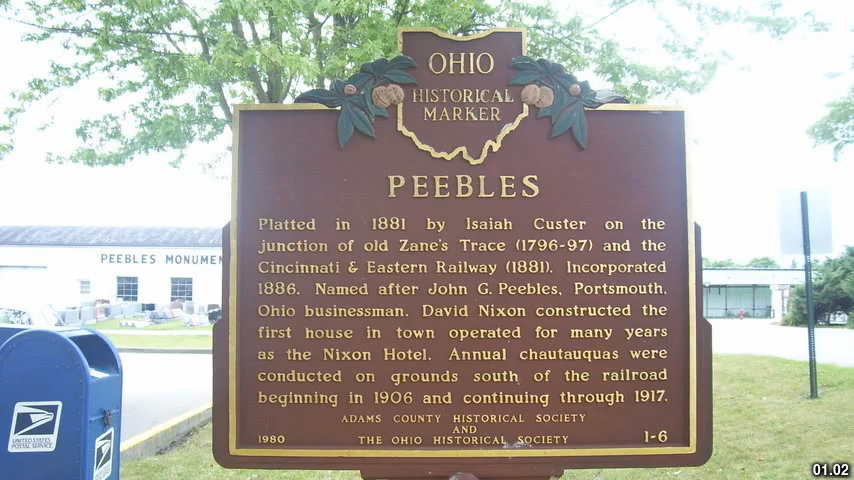 OHIO
HISTORICAL
MARKER
PEEBLES
Platted in 1881 by Isaiah Custer on the
junction of old Zane's Trace (1796-97) and the
Cincinnati & Eastern Railway (1881). Incorporated
1886. Named after John G. Peebles, Portsmouth,
Ohio businessman. David Nixon constructed the
first house in town operated for many years
as the Nixon Hotel. Annual chautauquas were
conducted on grounds south of the railroad
beginning in 1906 and continuing through 1917.
ADAMS COUNTY HISTORICAL SOCIETY
AND
1980 THE OHIO HISTORICAL SOCIETY 1-6
PEEBLES MONUMEN
UNITED STATES
POSTAL SERVICE
01.02